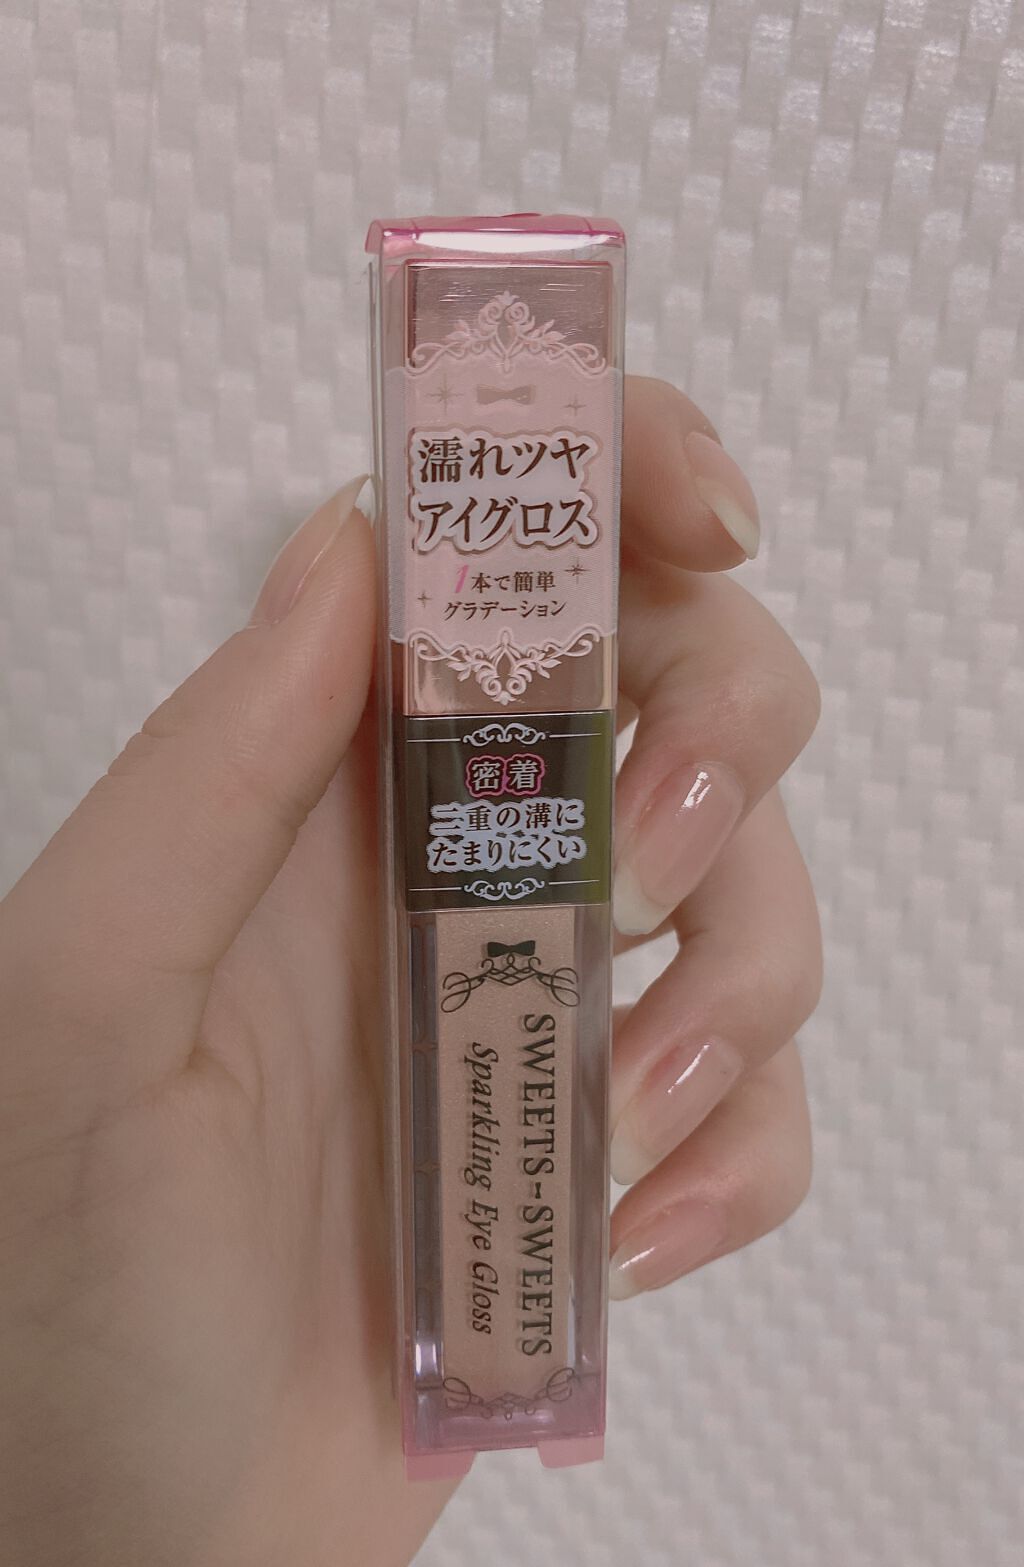 濡れツヤ
アイグロス
1本で簡単
グラデーション
密着
二重の溝に
たまりにくい
SWEETS-SWEETS
Sparkling Eye Gloss